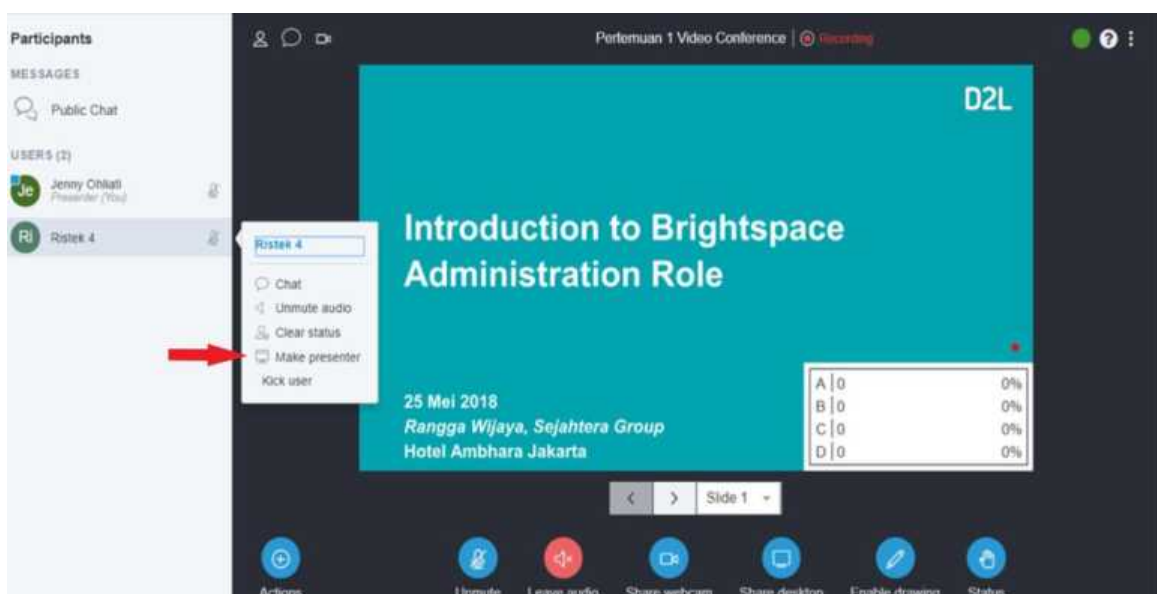 Participants
MESSAGES
Public Chat
USERS (2)
Je
Jenny Ohliati
Presenter (You)
Ri
Ristek 4
Ristek 4
Chat
Unmute audio
Clear status
Make presenter
Kick user
Pertemuan 1 Video Conference | Recording
?
D2L
Introduction to Brightspace
Administration Role
25 Mei 2018
Rangga Wijaya, Sejahtera Group
Hotel Ambhara Jakarta
A 0 0%
B 0 0%
C 0 0%
D 0 0%
Slide 1
Actions
Unmute
Leave audio
Share webcam
Share desktop
Enable drawing
Status